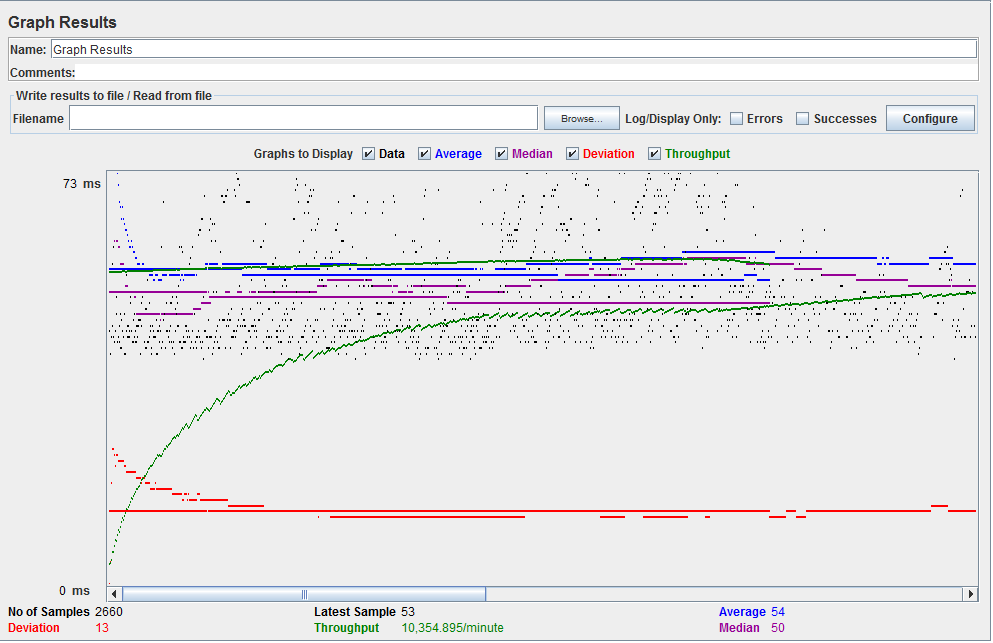 Graph Results
Name: Graph Results
Comments:
Write results to file / Read from file
Filename Browse... Log/Display Only: Errors Successes Configure
Graphs to Display Data Average Median Deviation Throughput
73 ms
0 ms
No of Samples 2660 Latest Sample 53 Average 54
Deviation 13 Throughput 10,354.895/minute Median 50